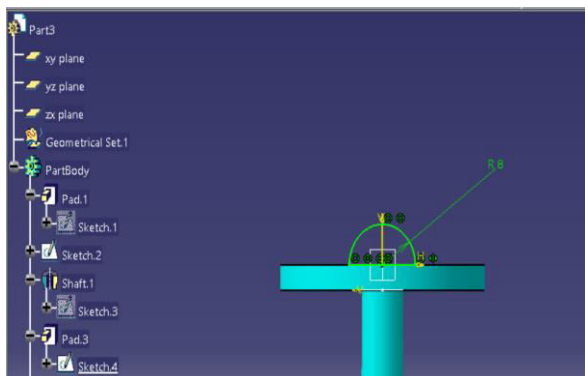 Part3
xy plane
yz plane
zx plane
Geometrical Set.1
PartBody
Pad.1
Sketch.1
Sketch.2
Shaft.1
Sketch.3
Pad.3
Sketch.4
R 8
V
H